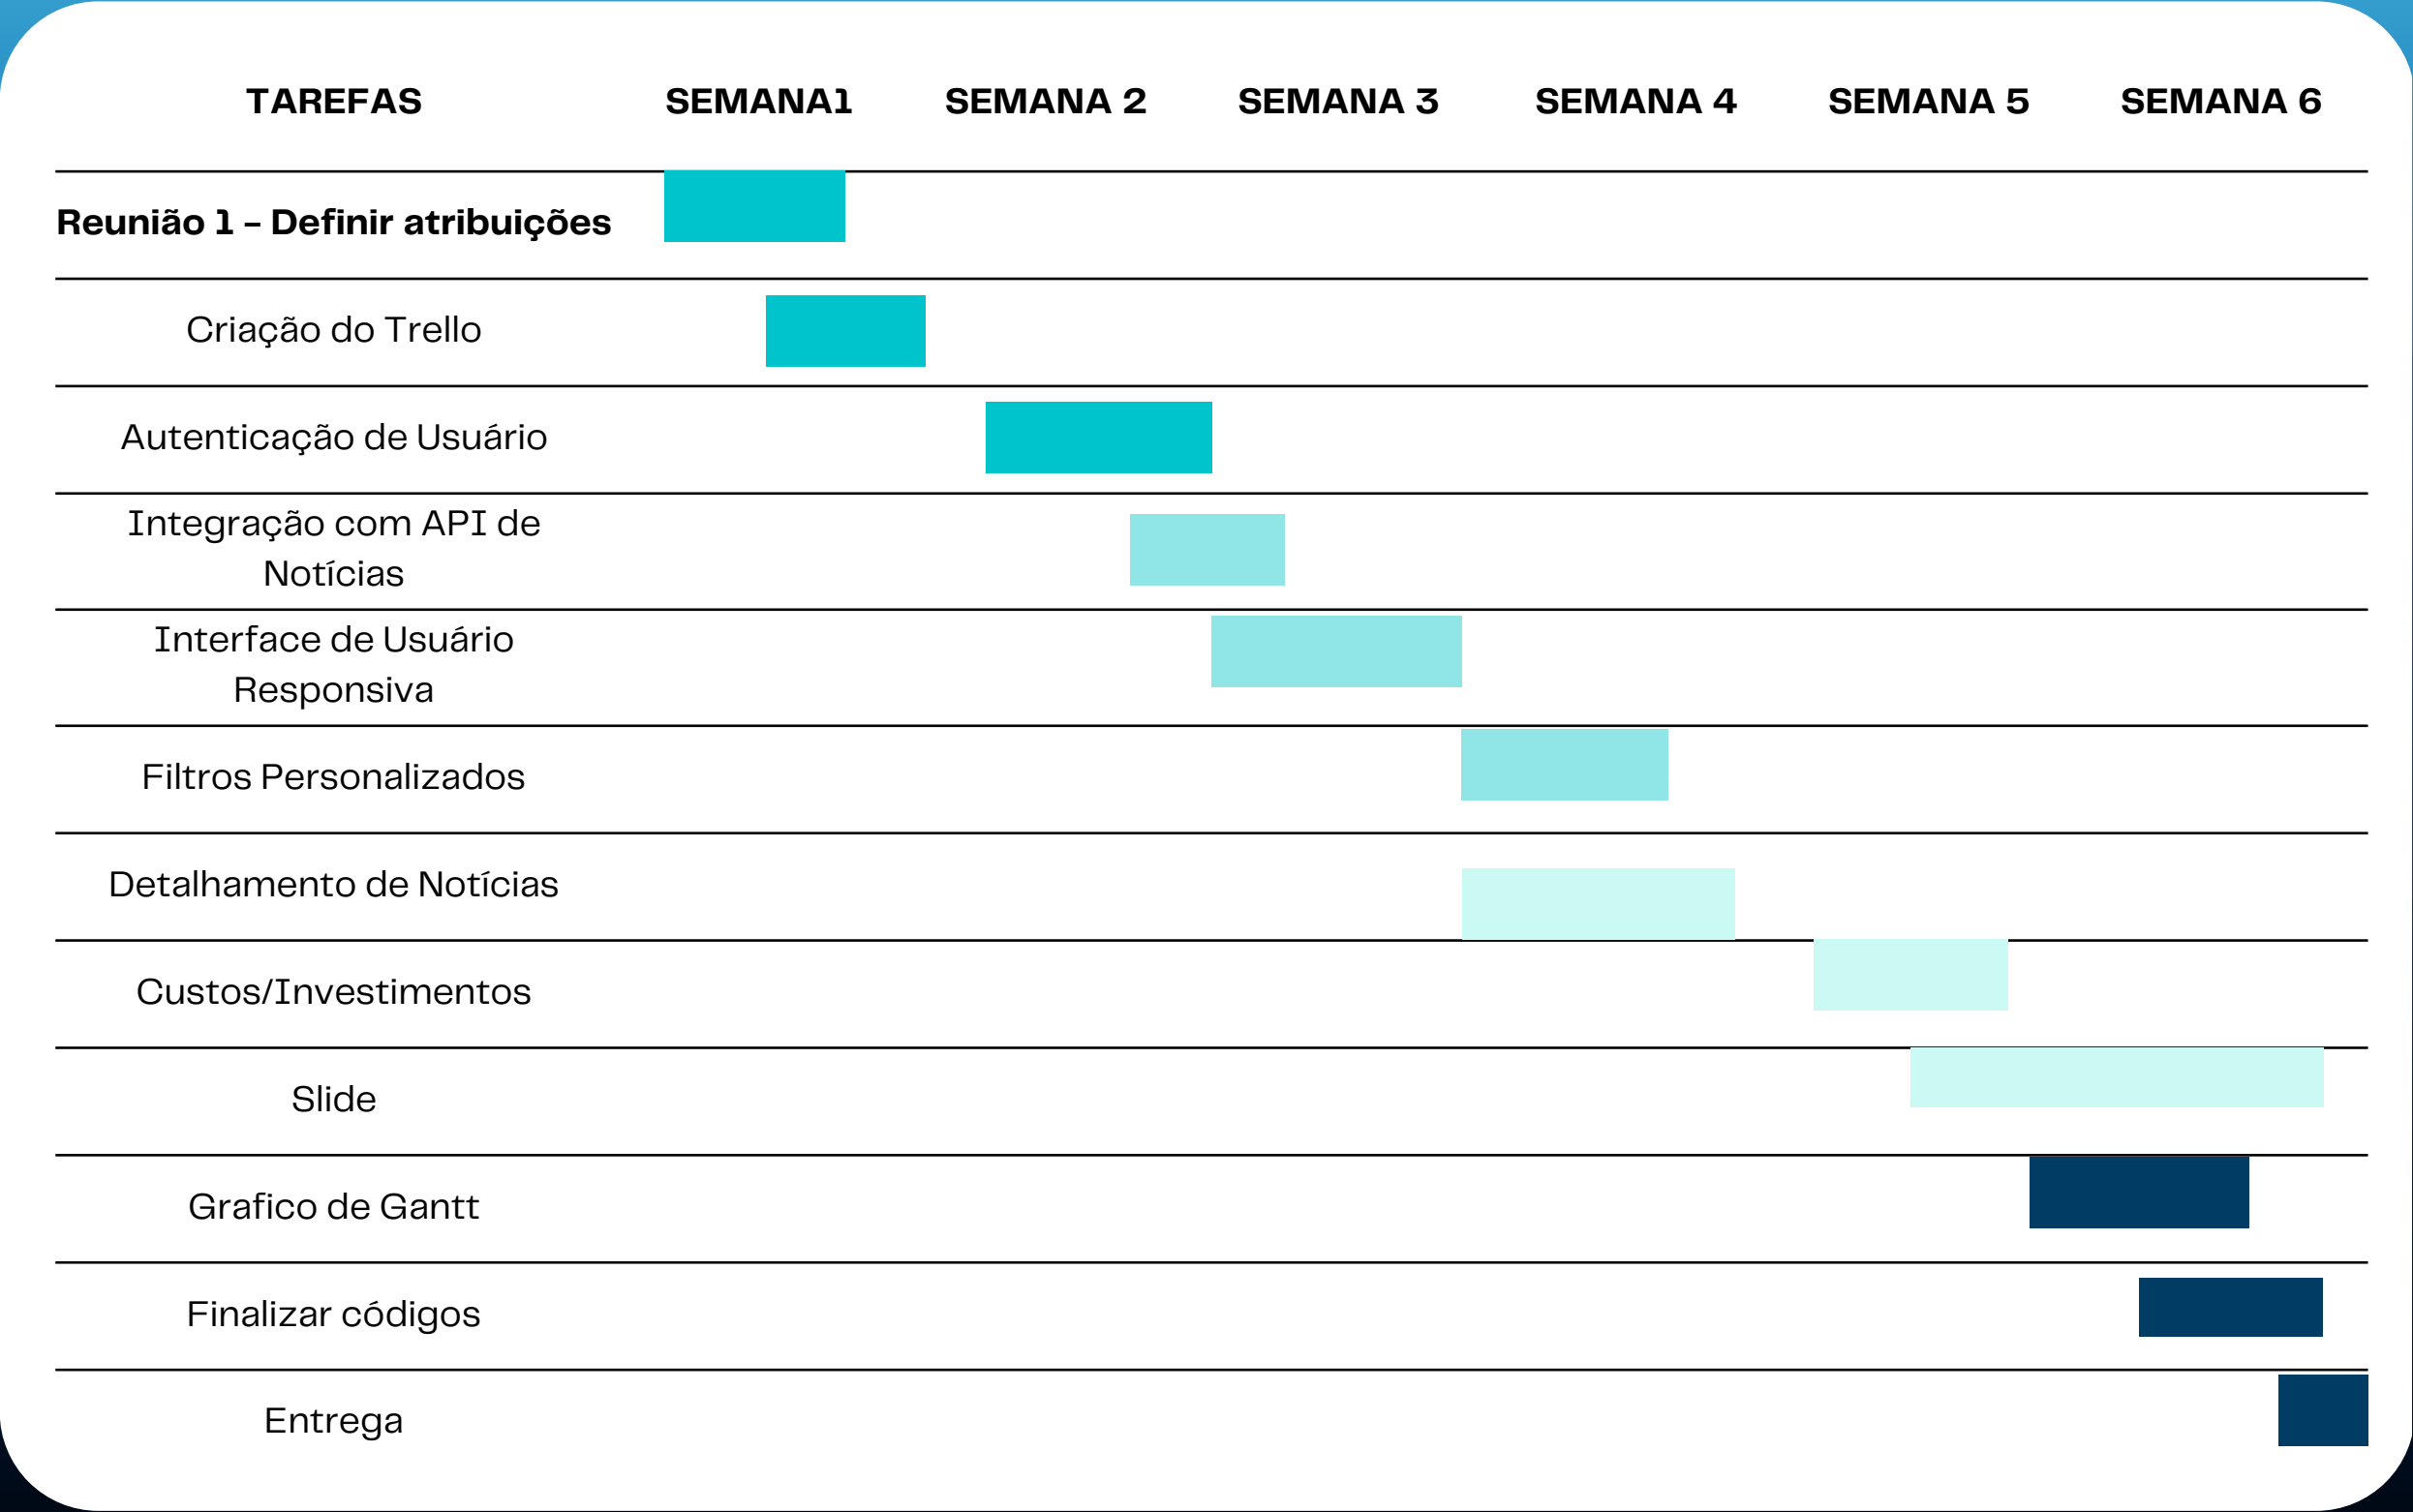 TAREFAS SEMANA1 SEMANA 2 SEMANA 3 SEMANA 4 SEMANA 5 SEMANA 6
Reunião 1 - Definir atribuições
Criação do Trello
Autenticação de Usuário
Integração com API de
Notícias
Interface de Usuário
Responsiva
Filtros Personalizados
Detalhamento de Notícias
Custos/Investimentos
Slide
Grafico de Gantt
Finalizar códigos
Entrega